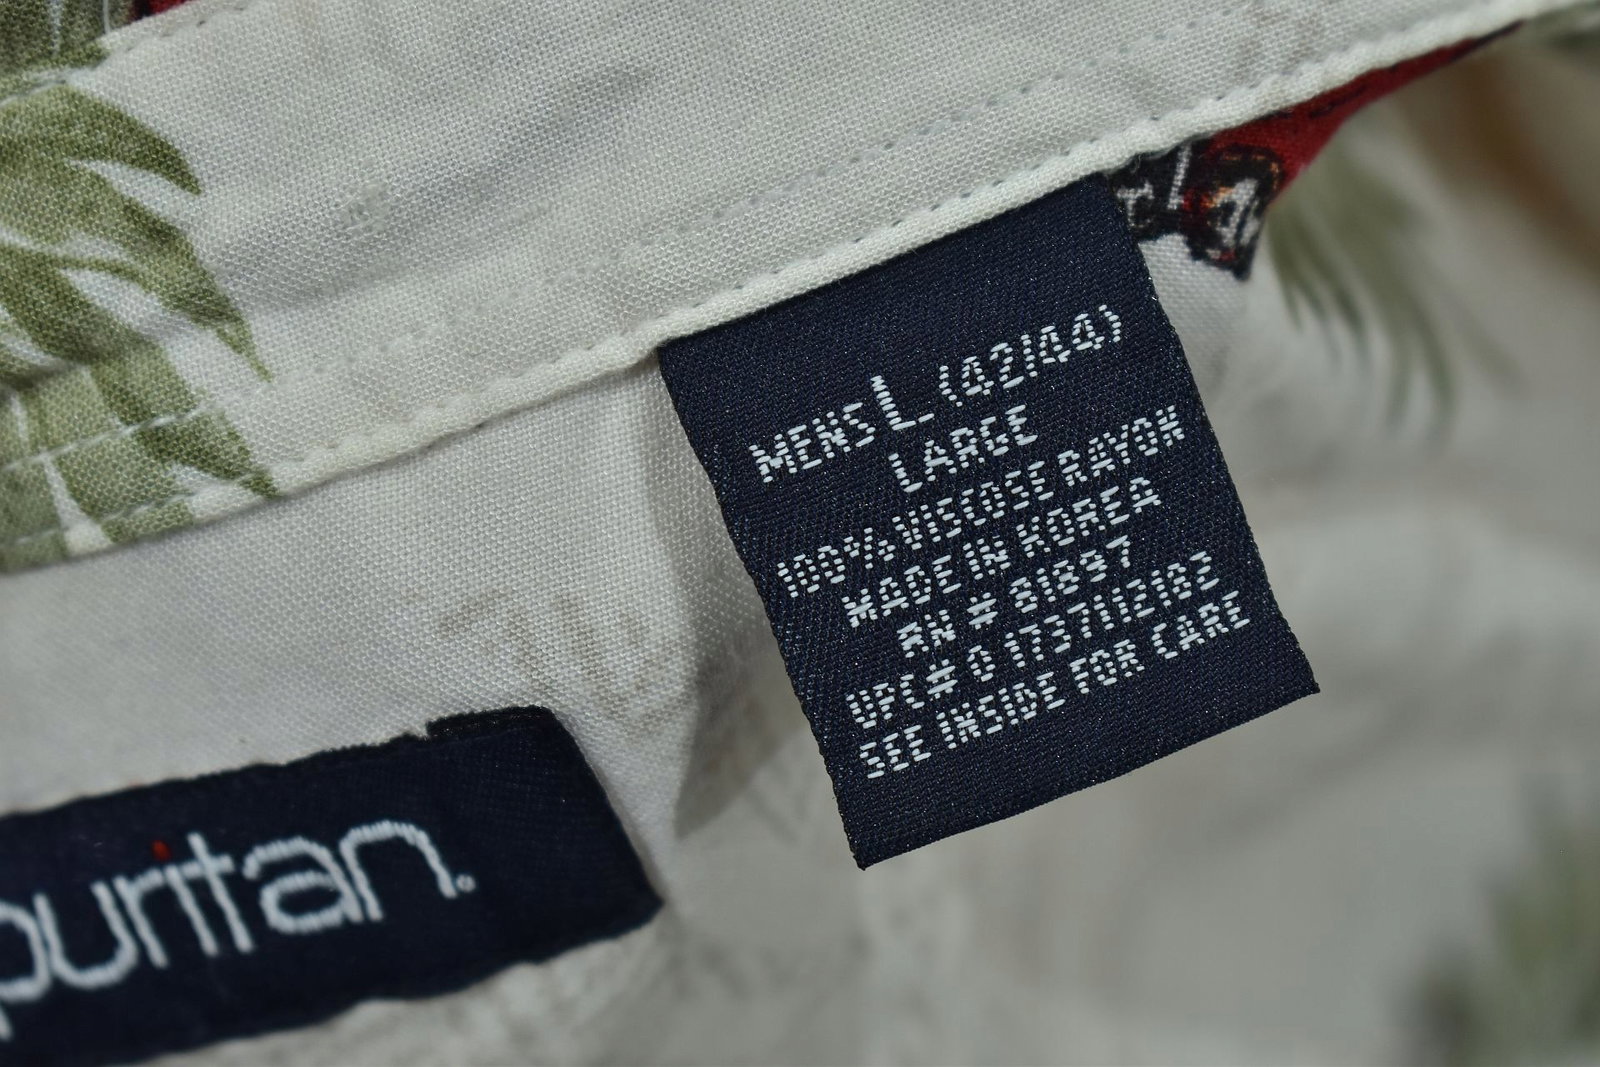 MENS L (42/44)
LARGE
100% VISCOSE RAYON
MADE IN KOREA
RN # 81897
UPC# 0 1737112182
SEE INSIDE FOR CARE
puritan.